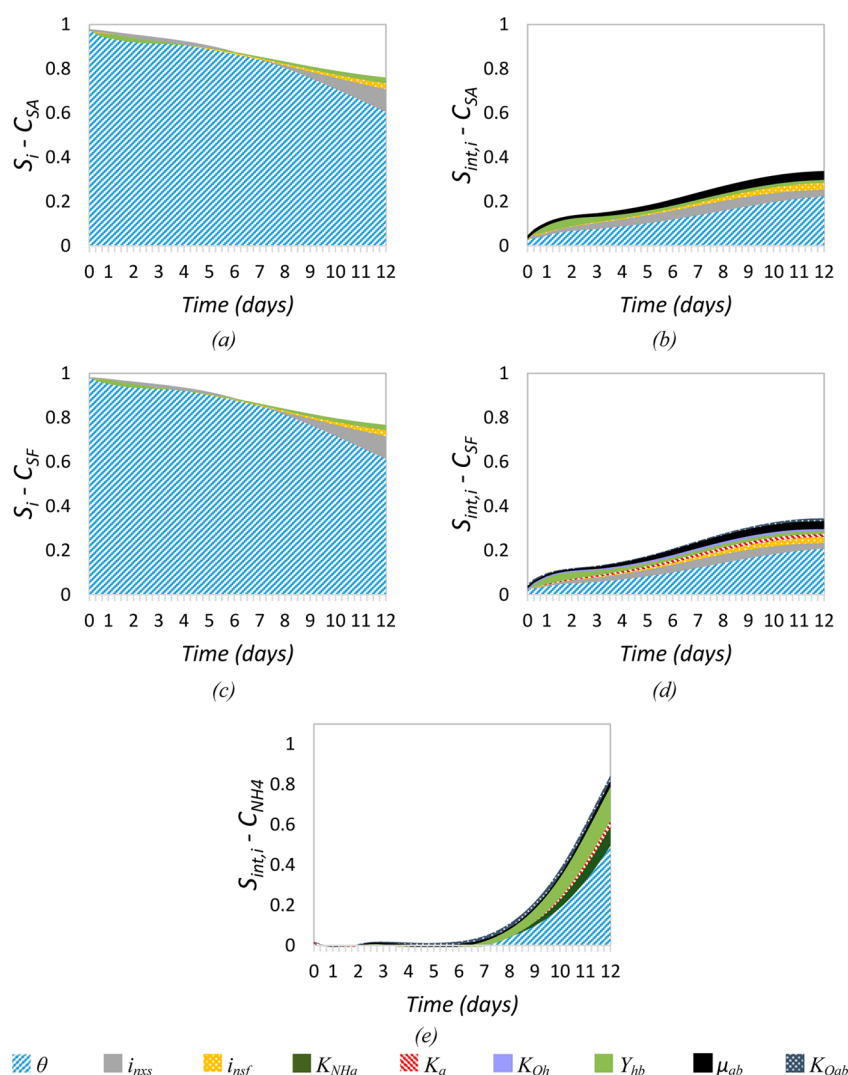 1
0.8
0.6
0.4
0.2
0
S_i - C_SA
0 1 2 3 4 5 6 7 8 9 10 11 12
Time (days)
(a)
1
0.8
0.6
0.4
0.2
0
S_int,i - C_SA
0 1 2 3 4 5 6 7 8 9 10 11 12
Time (days)
(b)
1
0.8
0.6
0.4
0.2
0
S_i - C_SF
0 1 2 3 4 5 6 7 8 9 10 11 12
Time (days)
(c)
1
0.8
0.6
0.4
0.2
0
S_int,i - C_SF
0 1 2 3 4 5 6 7 8 9 10 11 12
Time (days)
(d)
1
0.8
0.6
0.4
0.2
0
S_int,i - C_NH4
0 1 2 3 4 5 6 7 8 9 10 11 12
Time (days)
(e)
θ i_nxs i_nsf K_NHa K_a K_Oh Y_hb μ_ab K_Oab